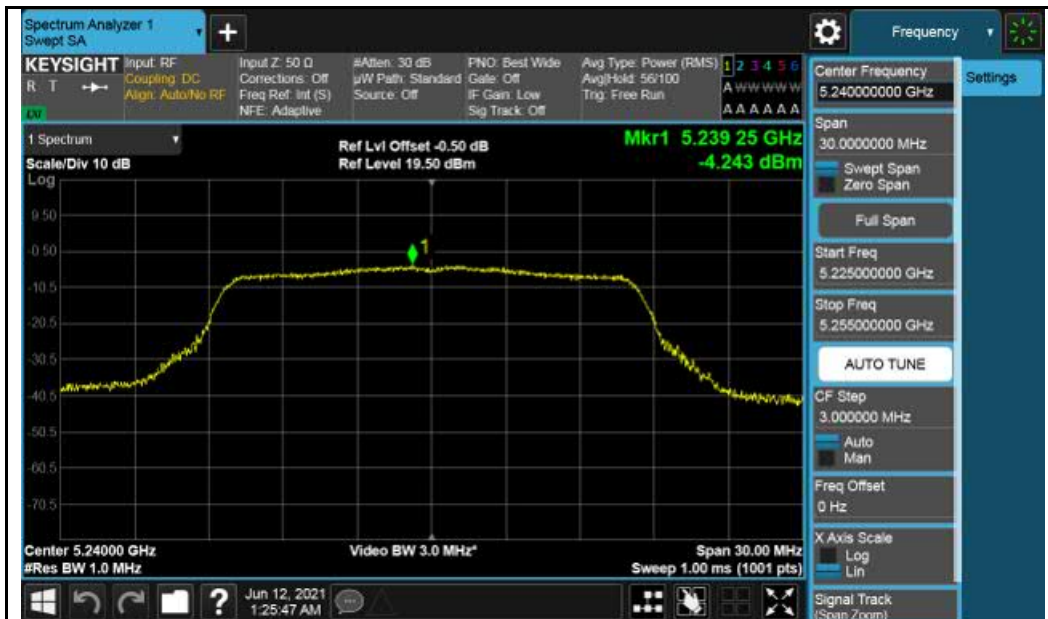 Spectrum Analyzer 1
Swept SA
+
Frequency
KEYSIGHT
R T
Input: RF
Coupling: DC
Align: Auto/No RF
Input Z: 50 Ω
Corrections: Off
Freq Ref: Int (S)
NFE: Adaptive
#Atten: 30 dB
µW Path: Standard
Source: Off
PNO: Best Wide
Gate: Off
IF Gain: Low
Sig Track: Off
Avg Type: Power (RMS)
Avg|Hold: 56/100
Trig: Free Run
1 2 3 4 5 6
A W W W W W
A A A A A A
1 Spectrum
Scale/Div 10 dB
Log
Ref Lvl Offset -0.50 dB
Ref Level 19.50 dBm
Mkr1 5.239 25 GHz
-4.243 dBm
9.50
-0.50
-10.5
-20.5
-30.5
-40.5
-50.5
-60.5
-70.5
1
Center 5.24000 GHz
#Res BW 1.0 MHz
Video BW 3.0 MHz*
Span 30.00 MHz
Sweep 1.00 ms (1001 pts)
?
Jun 12, 2021
1:25:47 AM
Center Frequency
5.240000000 GHz
Span
30.0000000 MHz
Swept Span
Zero Span
Full Span
Start Freq
5.225000000 GHz
Stop Freq
5.255000000 GHz
AUTO TUNE
CF Step
3.000000 MHz
Auto
Man
Freq Offset
0 Hz
X Axis Scale
Log
Lin
Signal Track
(Span Zoom)
Settings